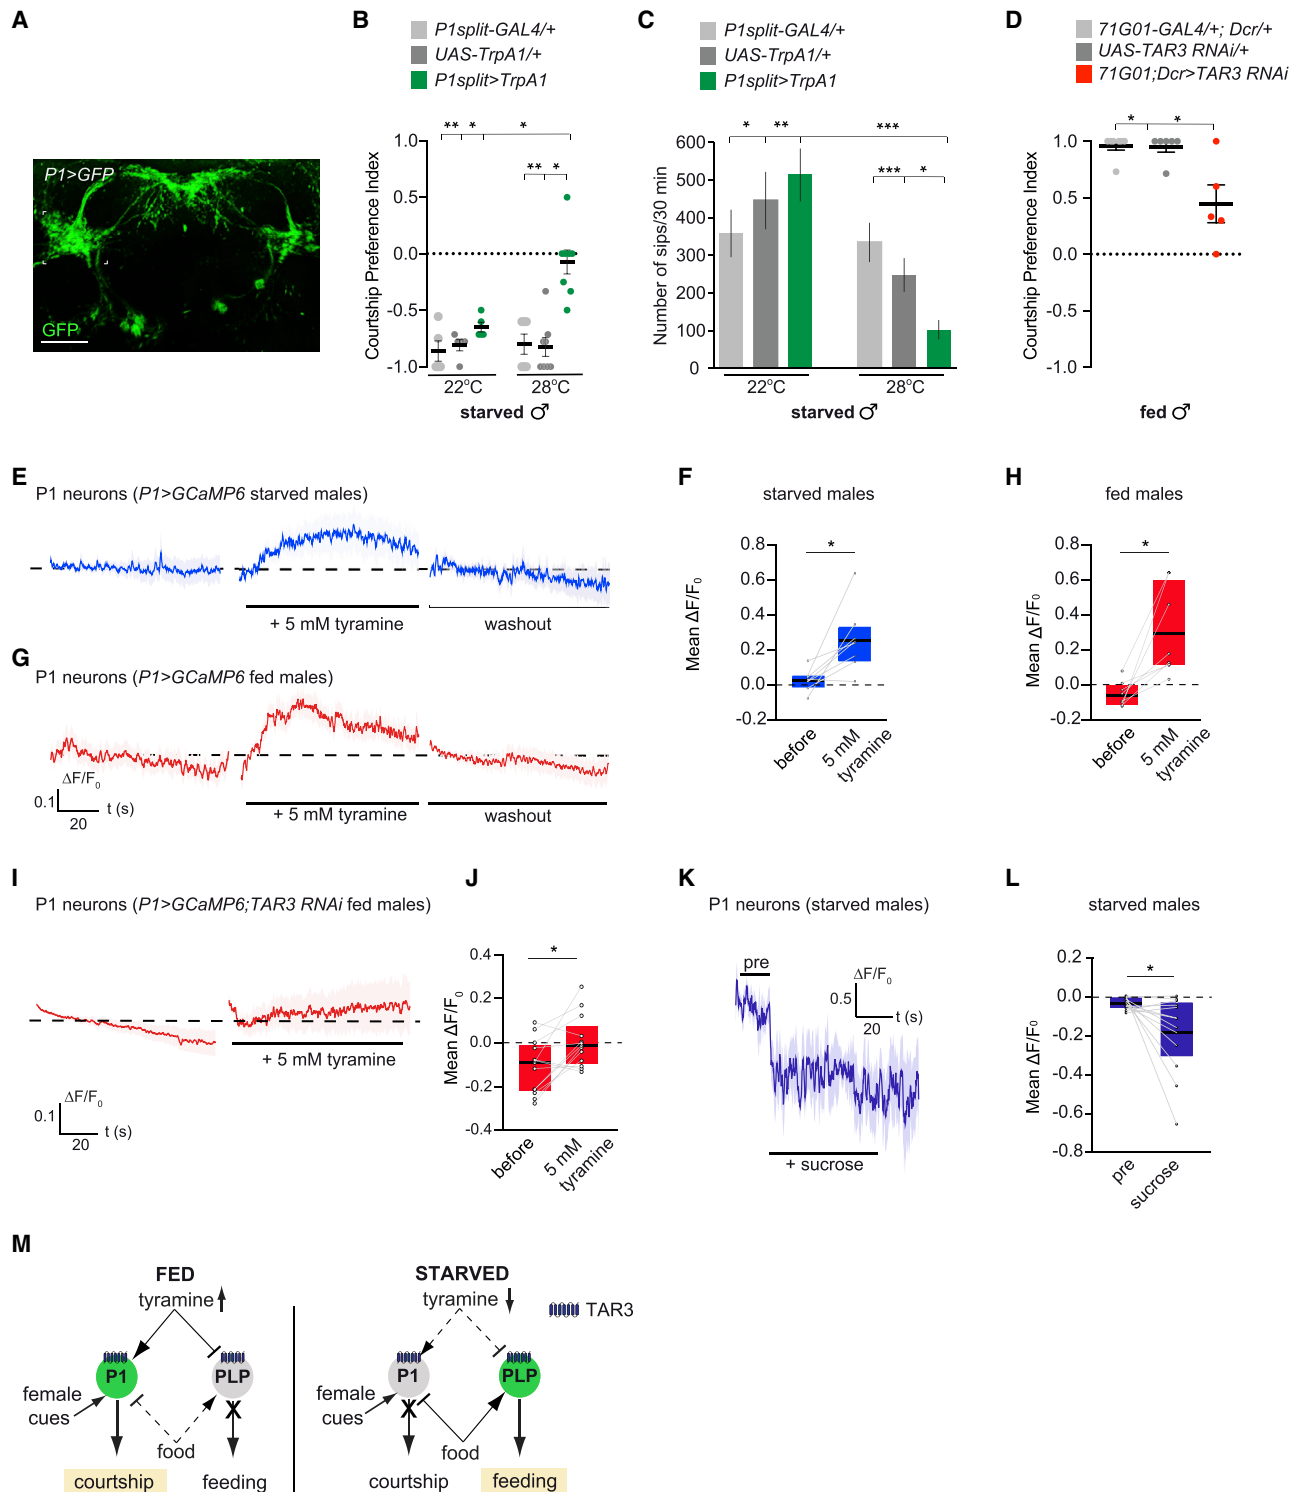 A
P1>GFP
GFP
B
P1split-GAL4/+
UAS-TrpA1/+
P1split>TrpA1
** * *
** *
Courtship Preference Index
1.0
0.5
0.0
-0.5
-1.0
22°C 28°C
starved ♂
C
P1split-GAL4/+
UAS-TrpA1/+
P1split>TrpA1
* ** ***
*** *
Number of sips/30 min
600
500
400
300
200
100
0
22°C 28°C
starved ♂
D
71G01-GAL4/+; Dcr/+
UAS-TAR3 RNAi/+
71G01;Dcr>TAR3 RNAi
* *
Courtship Preference Index
1.0
0.5
0.0
-0.5
-1.0
fed ♂
E
P1 neurons (P1>GCaMP6 starved males)
+ 5 mM tyramine
washout
F
starved males
*
Mean ΔF/F0
0.8
0.6
0.4
0.2
0.0
-0.2
before
5 mM
tyramine
G
P1 neurons (P1>GCaMP6 fed males)
ΔF/F0
0.1
t (s)
20
+ 5 mM tyramine
washout
H
fed males
*
Mean ΔF/F0
0.8
0.6
0.4
0.2
0.0
-0.2
before
5 mM
tyramine
I
P1 neurons (P1>GCaMP6;TAR3 RNAi fed males)
+ 5 mM tyramine
ΔF/F0
0.1
t (s)
20
J
*
Mean ΔF/F0
0.4
0.2
0.0
-0.2
-0.4
before
5 mM
tyramine
K
P1 neurons (starved males)
pre
ΔF/F0
0.5
t (s)
20
+ sucrose
L
starved males
*
Mean ΔF/F0
0.2
0.0
-0.2
-0.4
-0.6
-0.8
pre
sucrose
M
FED
tyramine
P1
PLP
female
cues
X
food
courtship
feeding
STARVED
tyramine
TAR3
P1
PLP
female
cues
X
food
courtship
feeding